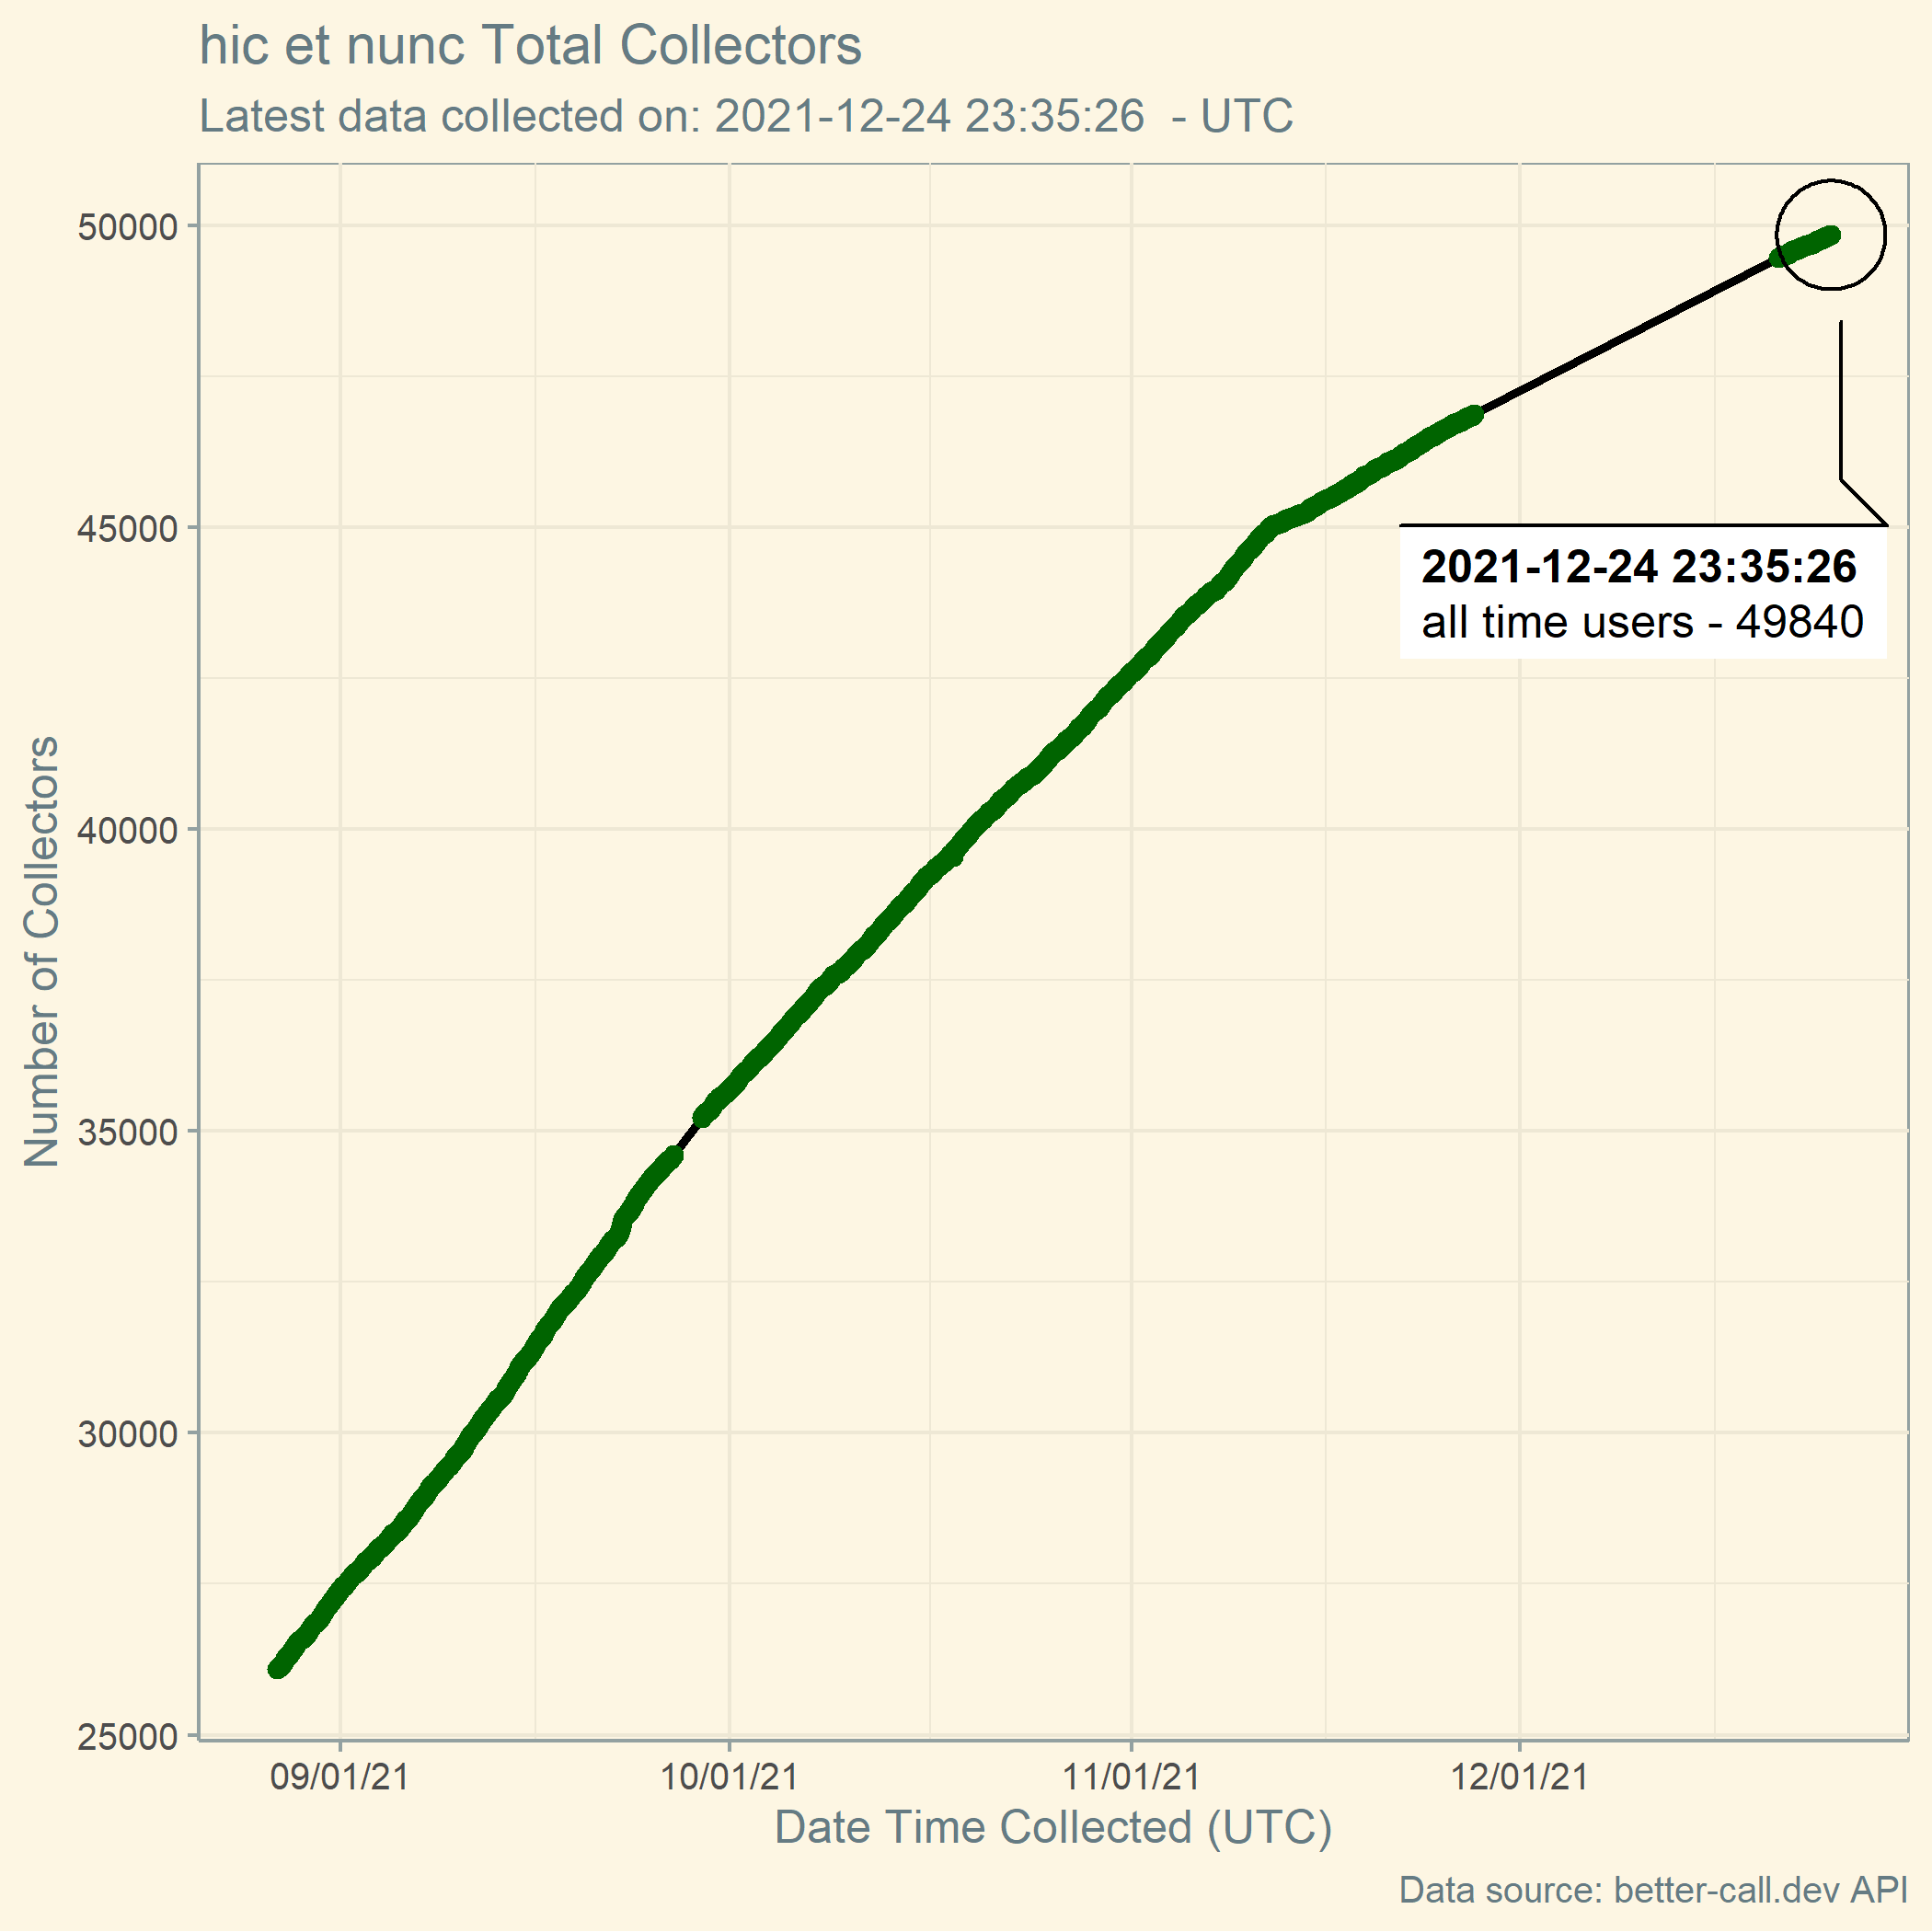 hic et nunc Total Collectors
Latest data collected on: 2021-12-24 23:35:26  - UTC
50000
45000
40000
35000
30000
25000
Number of Collectors
2021-12-24 23:35:26
all time users - 49840
09/01/21
10/01/21
11/01/21
12/01/21
Date Time Collected (UTC)
Data source: better-call.dev API